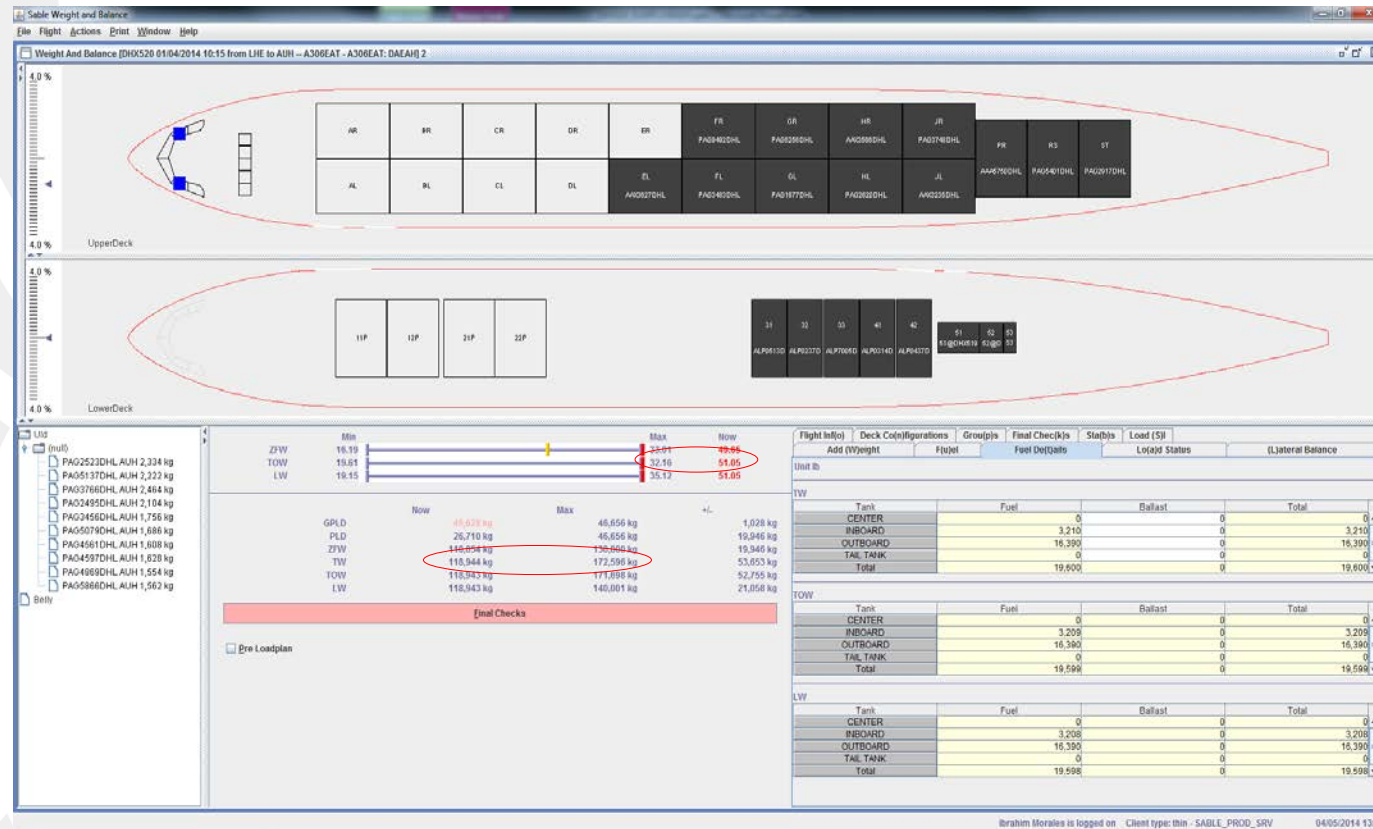 Sable Weight and Balance
File Flight Actions Print Window Help
Weight And Balance [DHX520 01/04/2014 10:15 from LHE to AUH -- A306EAT - A306EAT: DAEAH] 2
4.0 %
AR BR CR DR ER FR GR HR JR
PR RS ST
PAG5401DHL PAG2917DHL
AL BL CL DL EL FL GL HL JL
4.0 % UpperDeck
4.0 %
11P 12P 21P 22P 31 32 33 41 42 51 52 53
4.0 % LowerDeck
Uld
(null)
PAG2523DHL AUH 2,334 kg
PAG5137DHL AUH 2,222 kg
PAG3766DHL AUH 2,464 kg
PAG2495DHL AUH 2,104 kg
PAG3456DHL AUH 1,756 kg
PAG5079DHL AUH 1,686 kg
PAG4561DHL AUH 1,608 kg
PAG4597DHL AUH 1,628 kg
PAG4969DHL AUH 1,554 kg
PAG5866DHL AUH 1,562 kg
Belly
Min Max Now
ZFW 16.19 33.01 49.65
TOW 19.61 32.16 51.05
LW 19.15 35.12 51.05
Now Max +/-
GPLD 46,656 kg 1,028 kg
PLD 26,710 kg 46,656 kg 19,946 kg
ZFW 19,946 kg
TW 118,944 kg 172,596 kg 53,653 kg
TOW 118,943 kg 171,698 kg 52,755 kg
LW 118,943 kg 140,001 kg 21,058 kg
Final Checks
Pre Loadplan
Flight Inf(o) Deck Co(n)figurations Grou(p)s Final Chec(k)s Sta(b)s Load (S)il
Add (W)eight F(u)el Fuel De(t)ails Lo(a)d Status (L)ateral Balance
Unit lb
TW
Tank Fuel Ballast Total
CENTER 0 0 0
INBOARD 3,210 0 3,210
OUTBOARD 16,390 0 16,390
TAIL TANK 0 0 0
Total 19,600 0 19,600
TOW
Tank Fuel Ballast Total
CENTER 0 0 0
INBOARD 3,209 0 3,209
OUTBOARD 16,390 0 16,390
TAIL TANK 0 0 0
Total 19,599 0 19,599
LW
Tank Fuel Ballast Total
CENTER 0 0 0
INBOARD 3,208 0 3,208
OUTBOARD 16,390 0 16,390
TAIL TANK 0 0 0
Total 19,598 0 19,598
Ibrahim Morales is logged on Client type: thin - SABLE_PROD_SRV 04/05/2014